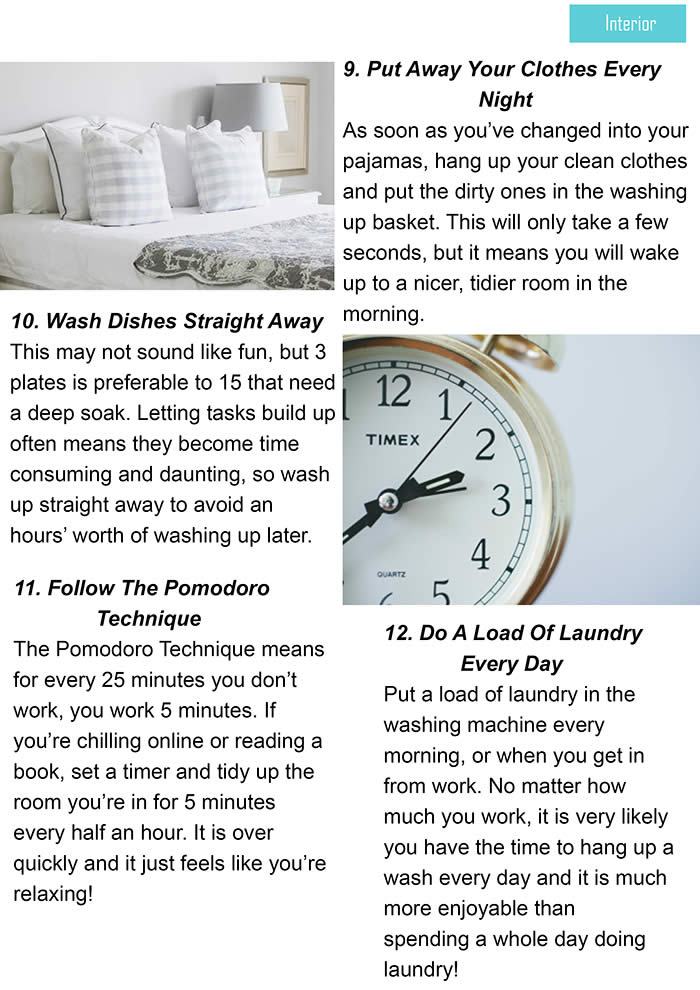 Interior
9. Put Away Your Clothes Every
Night
As soon as you’ve changed into your
pajamas, hang up your clean clothes
and put the dirty ones in the washing
up basket. This will only take a few
seconds, but it means you will wake
up to a nicer, tidier room in the
morning.
10. Wash Dishes Straight Away
This may not sound like fun, but 3
plates is preferable to 15 that need
a deep soak. Letting tasks build up
often means they become time
consuming and daunting, so wash
up straight away to avoid an
hours’ worth of washing up later.
12
1
2
TIMEX
3
4
QUARTZ
5
11. Follow The Pomodoro
Technique
The Pomodoro Technique means
for every 25 minutes you don’t
work, you work 5 minutes. If
you’re chilling online or reading a
book, set a timer and tidy up the
room you’re in for 5 minutes
every half an hour. It is over
quickly and it just feels like you’re
relaxing!
12. Do A Load Of Laundry
Every Day
Put a load of laundry in the
washing machine every
morning, or when you get in
from work. No matter how
much you work, it is very likely
you have the time to hang up a
wash every day and it is much
more enjoyable than
spending a whole day doing
laundry!